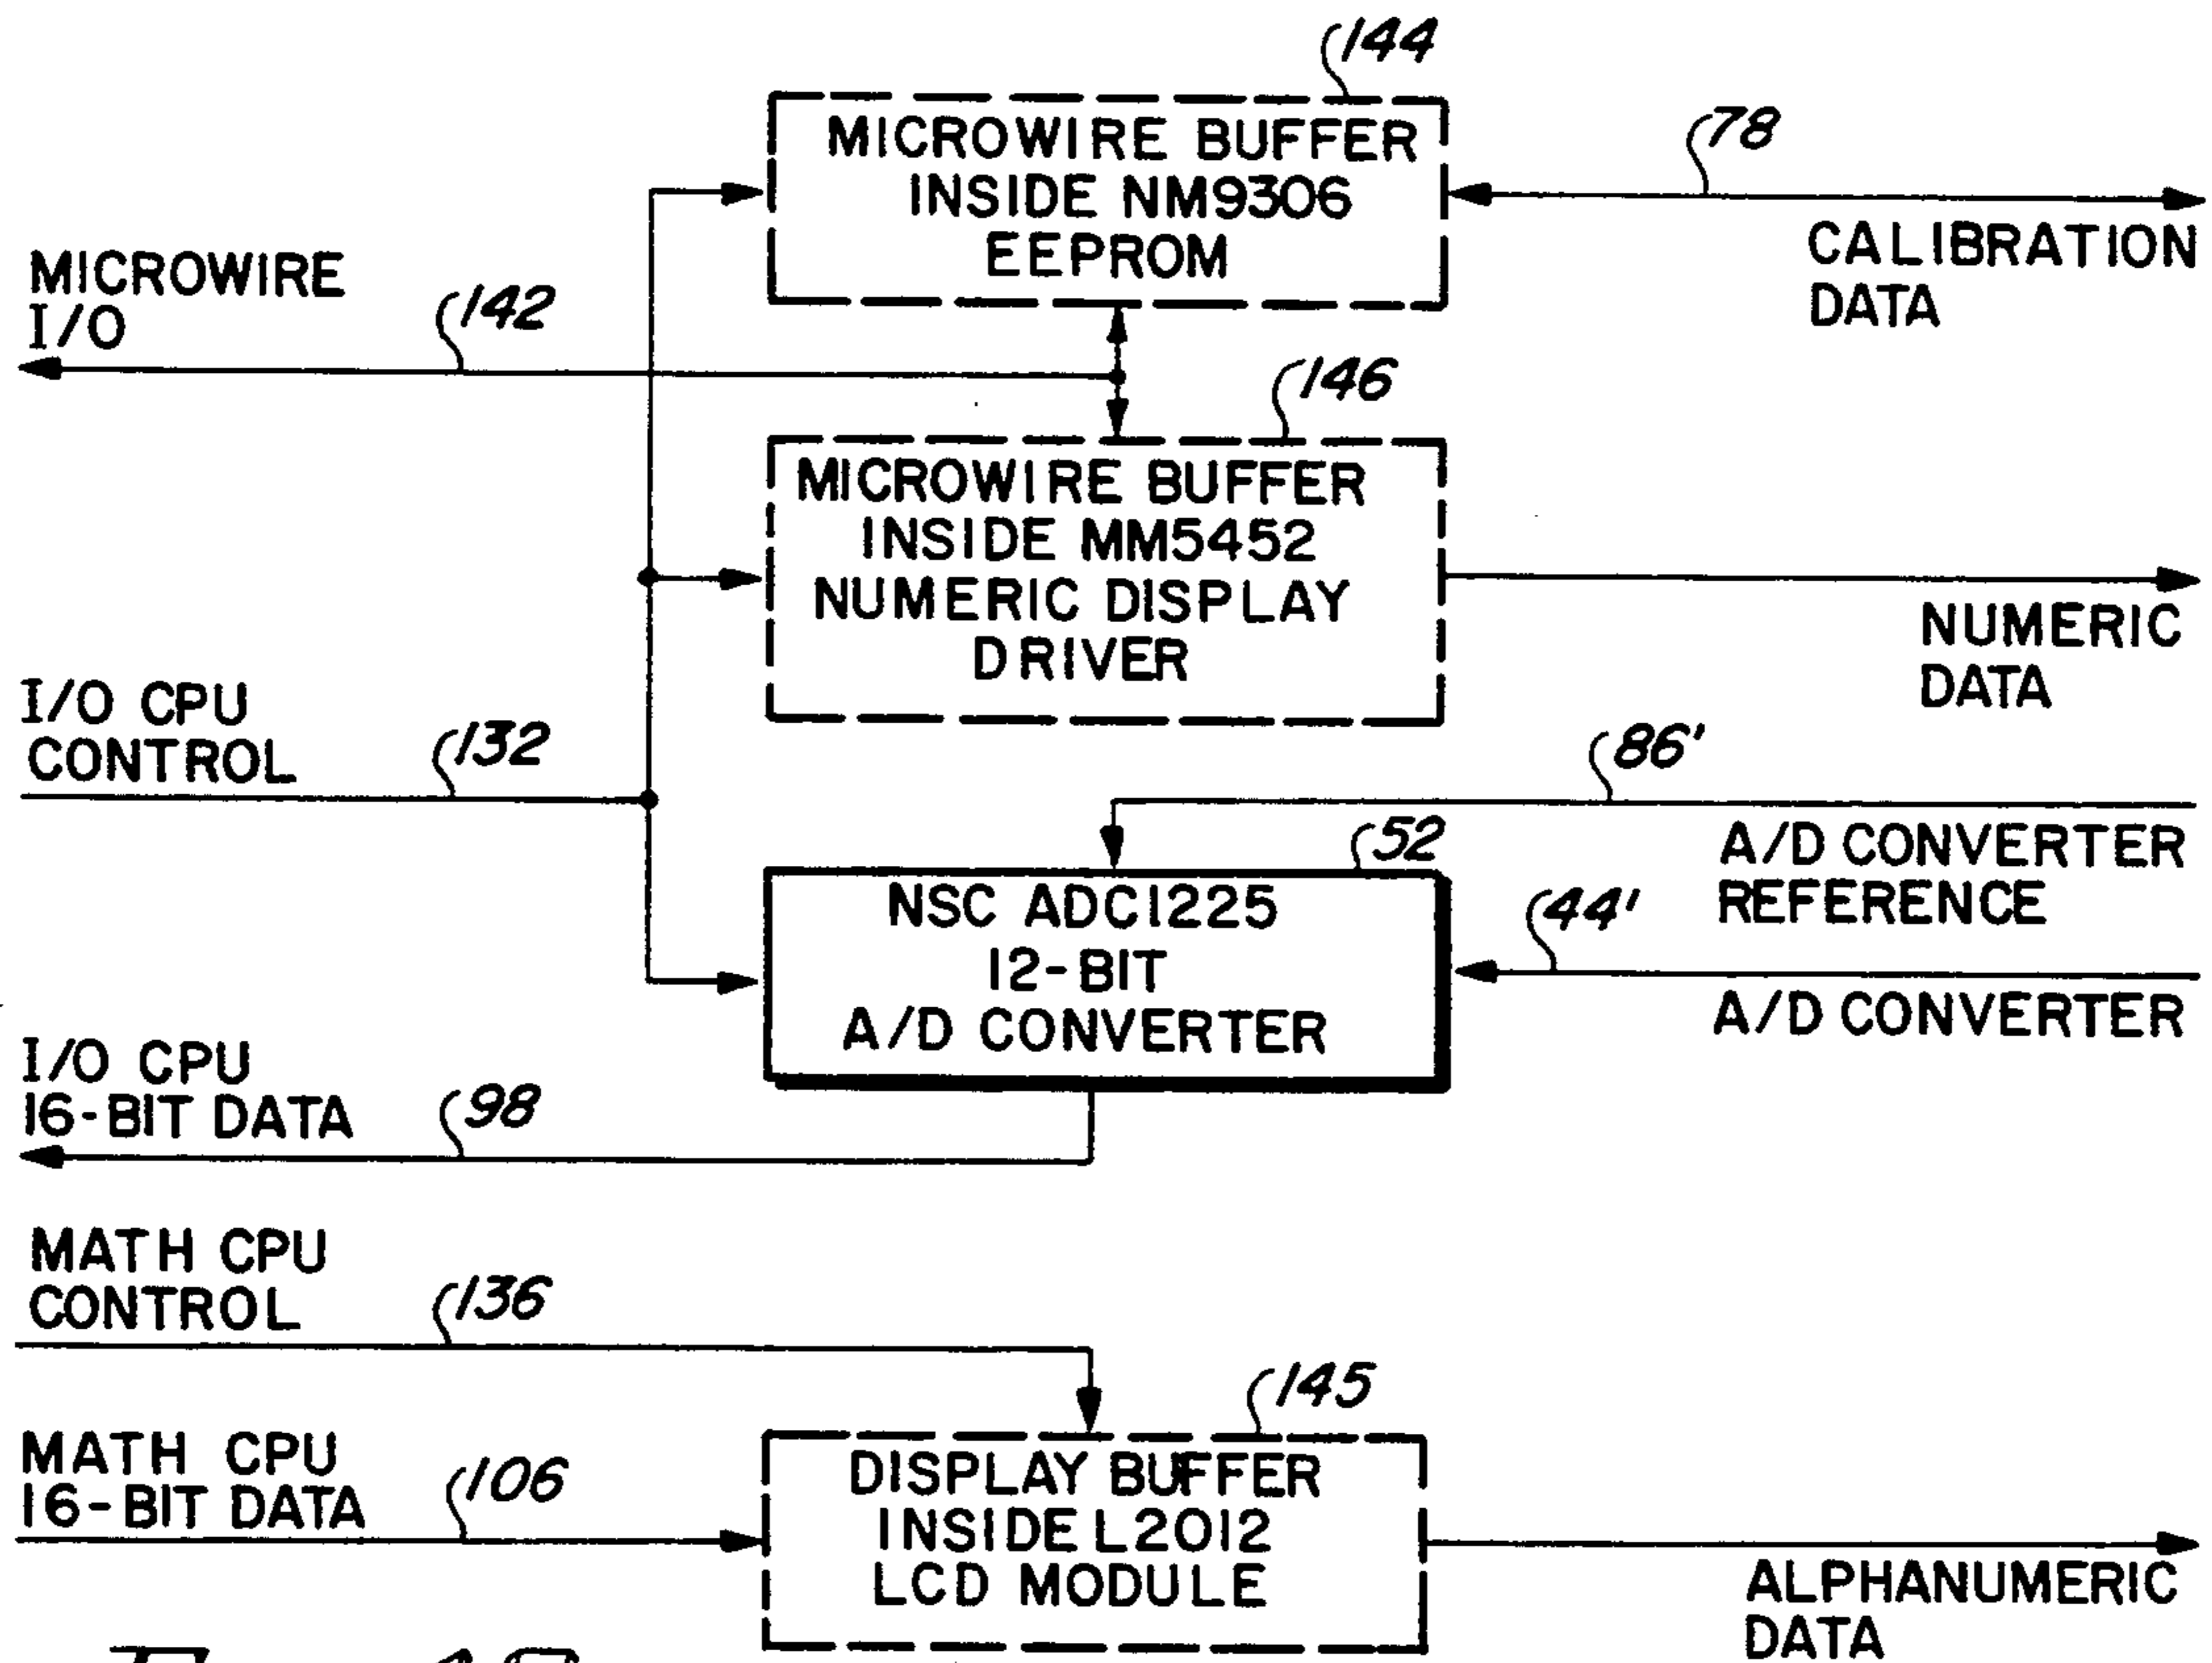 144
MICROWIRE BUFFER
INSIDE NM9306
EEPROM
78
CALIBRATION
DATA
MICROWIRE
I/O
142
146
MICROWIRE BUFFER
INSIDE MM5452
NUMERIC DISPLAY
DRIVER
NUMERIC
DATA
I/O CPU
CONTROL
132
86'
A/D CONVERTER
REFERENCE
52
NSC ADC1225
12-BIT
A/D CONVERTER
44'
A/D CONVERTER
I/O CPU
16-BIT DATA
98
MATH CPU
CONTROL
136
145
MATH CPU
16-BIT DATA
106
DISPLAY BUFFER
INSIDE L2012
LCD MODULE
ALPHANUMERIC
DATA